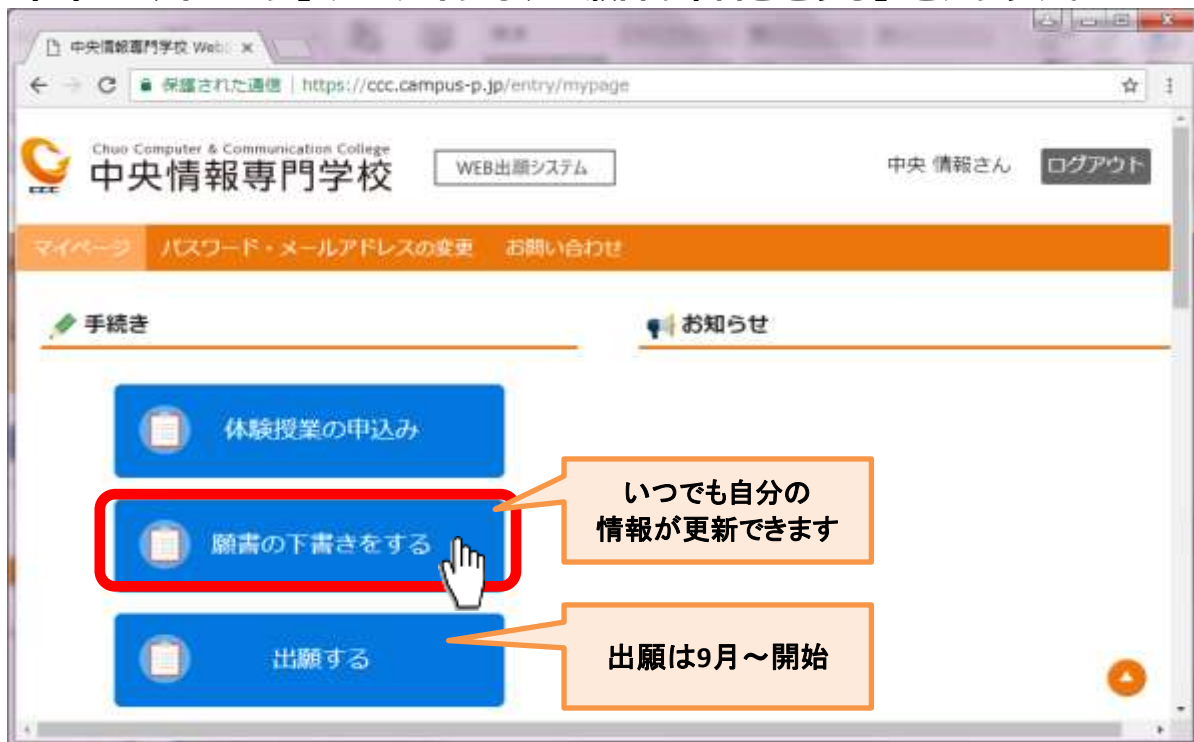 中央情報専門学校 Web
保護された通信 | https://ccc.campus-p.jp/entry/mypage
Chuo Computer & Communication College
中央情報専門学校
WEB出願システム
中央 情報さん
ログアウト
マイページ
パスワード・メールアドレスの変更
お問い合わせ
手続き
お知らせ
体験授業の申込み
いつでも自分の
情報が更新できます
願書の下書きをする
出願する
出願は9月～開始